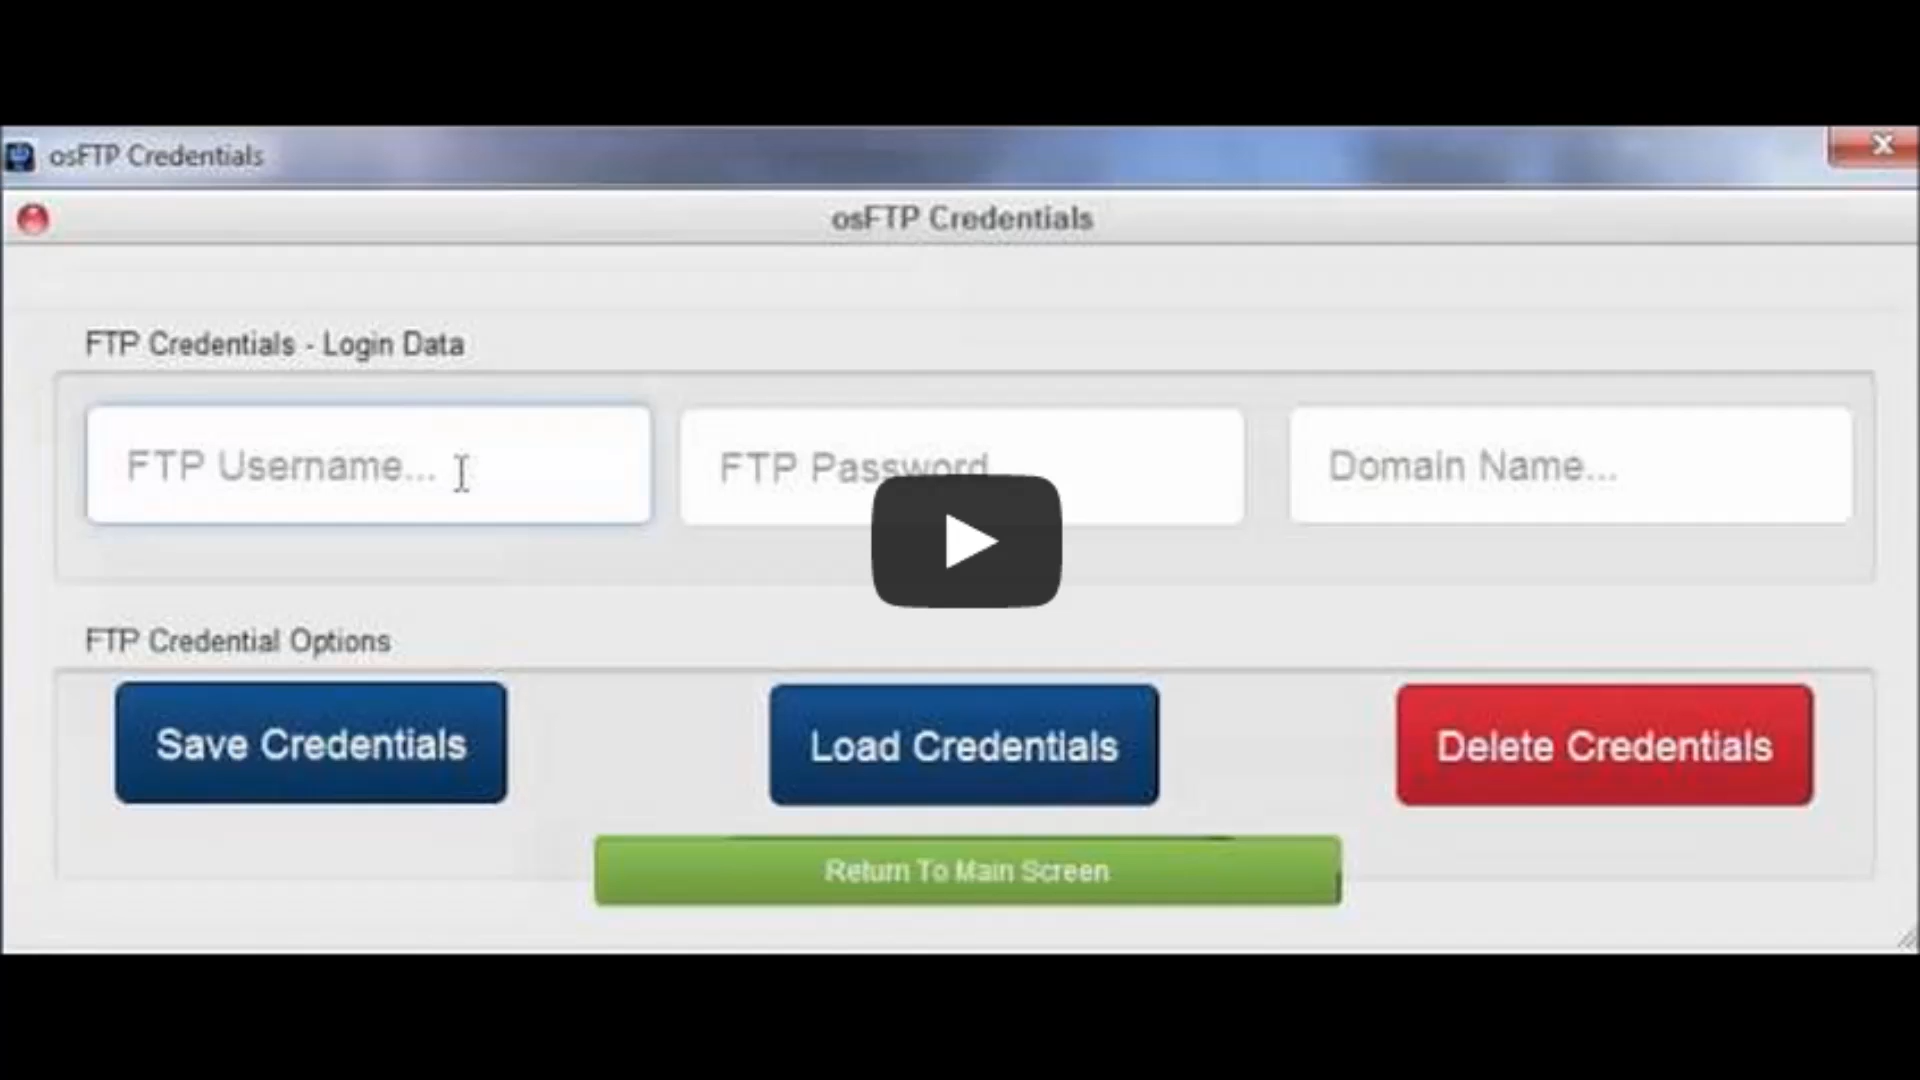 osFTP Credentials
osFTP Credentials
FTP Credentials - Login Data
FTP Username...
FTP Password
Domain Name...
FTP Credential Options
Save Credentials
Load Credentials
Delete Credentials
Return To Main Screen